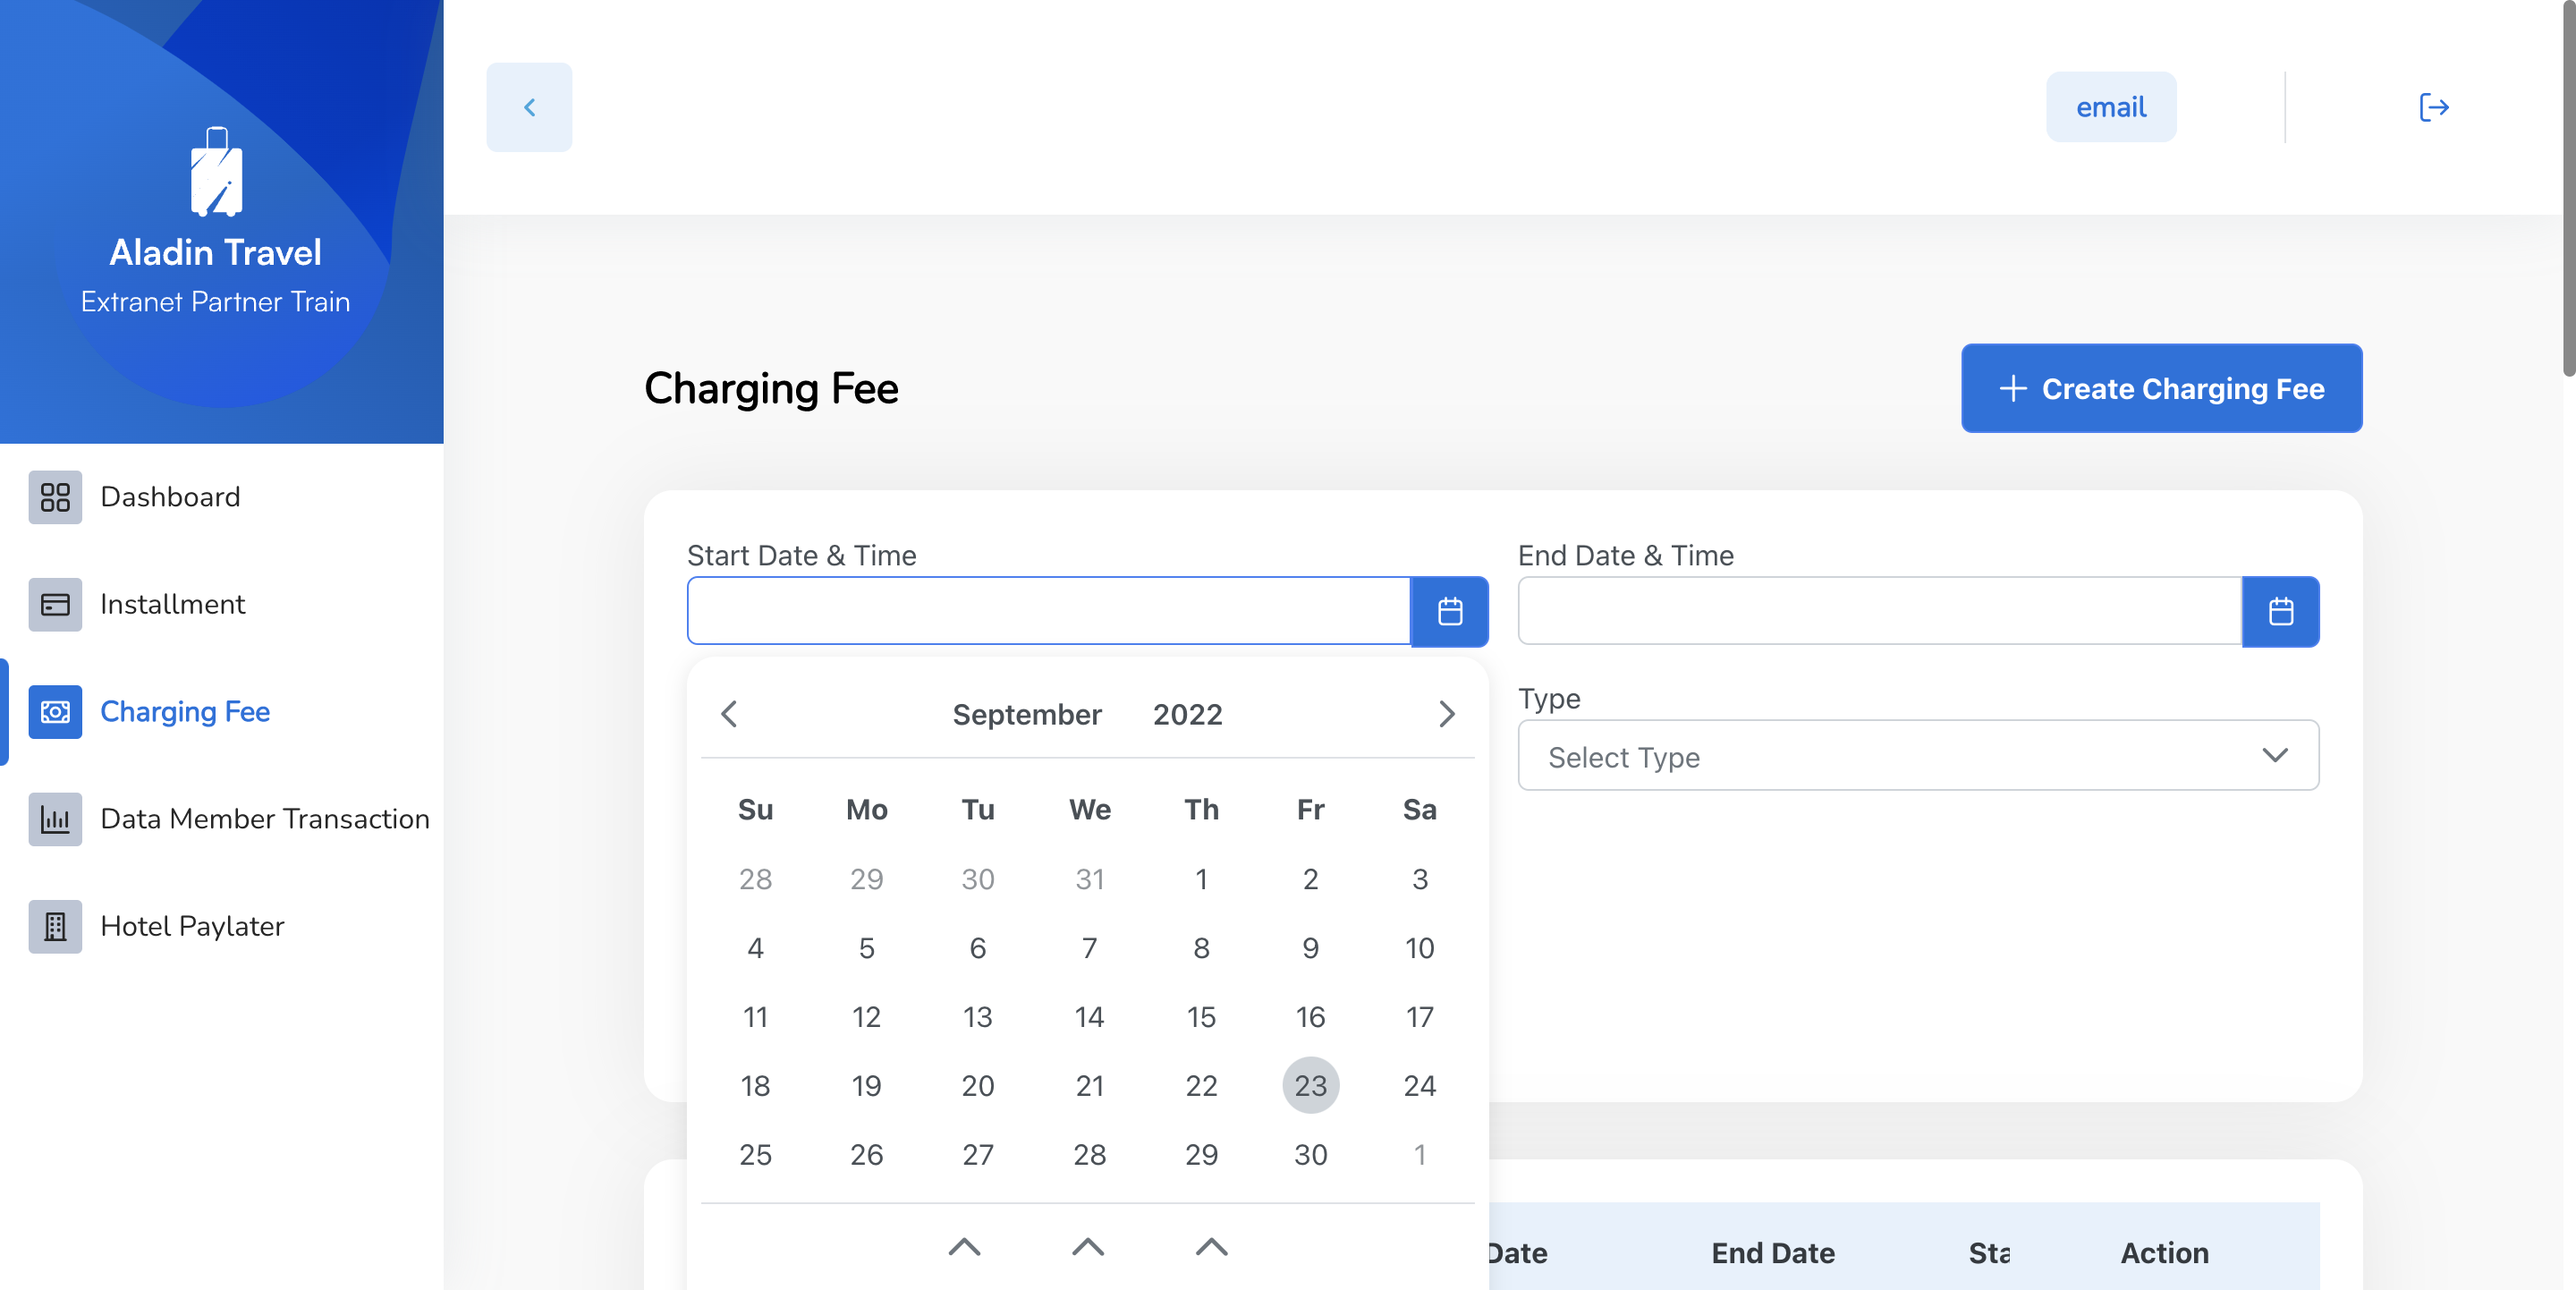 Aladin Travel
Extranet Partner Train
Dashboard
Installment
Charging Fee
Data Member Transaction
Hotel Paylater
email
Charging Fee
Create Charging Fee
Start Date & Time
End Date & Time
Type
Select Type
September 2022
Su Mo Tu We Th Fr Sa
28 29 30 31 1 2 3
4 5 6 7 8 9 10
11 12 13 14 15 16 17
18 19 20 21 22 23 24
25 26 27 28 29 30 1
Date End Date Sta Action